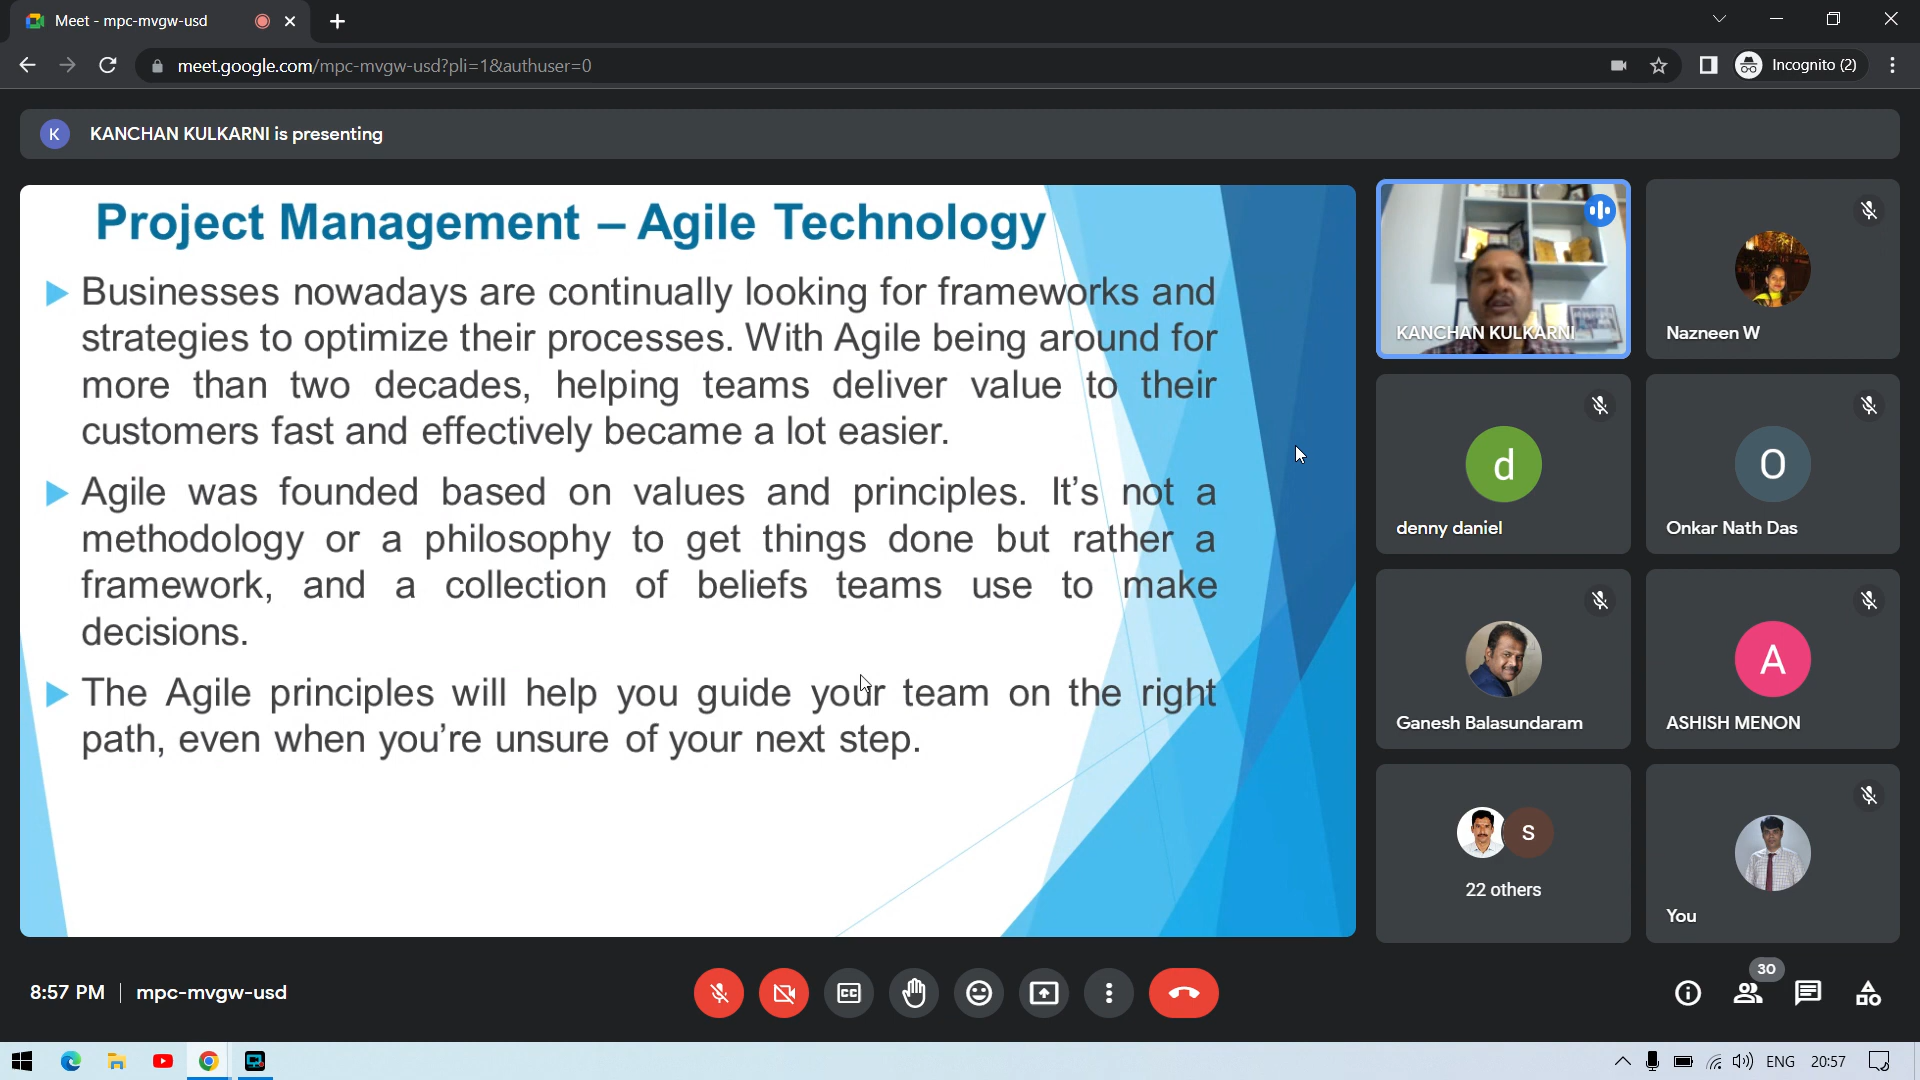 Meet - mpc-mvgw-usd
meet.google.com/mpc-mvgw-usd?pli=1&authuser=0
Incognito (2)
K
KANCHAN KULKARNI is presenting
Project Management – Agile Technology
Businesses nowadays are continually looking for frameworks and
strategies to optimize their processes. With Agile being around for
more than two decades, helping teams deliver value to their
customers fast and effectively became a lot easier.
Agile was founded based on values and principles. It’s not a
methodology or a philosophy to get things done but rather a
framework, and a collection of beliefs teams use to make
decisions.
The Agile principles will help you guide your team on the right
path, even when you’re unsure of your next step.
KANCHAN KULKARNI
Nazneen W
d
denny daniel
O
Onkar Nath Das
Ganesh Balasundaram
A
ASHISH MENON
S
22 others
You
8:57 PM | mpc-mvgw-usd
CC
30
ENG
20:57